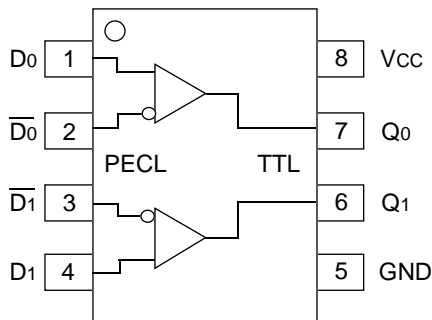 D0 1 8 VCC
D̅0̅ 2 7 Q0
PECL TTL
D̅1̅ 3 6 Q1
D1 4 5 GND